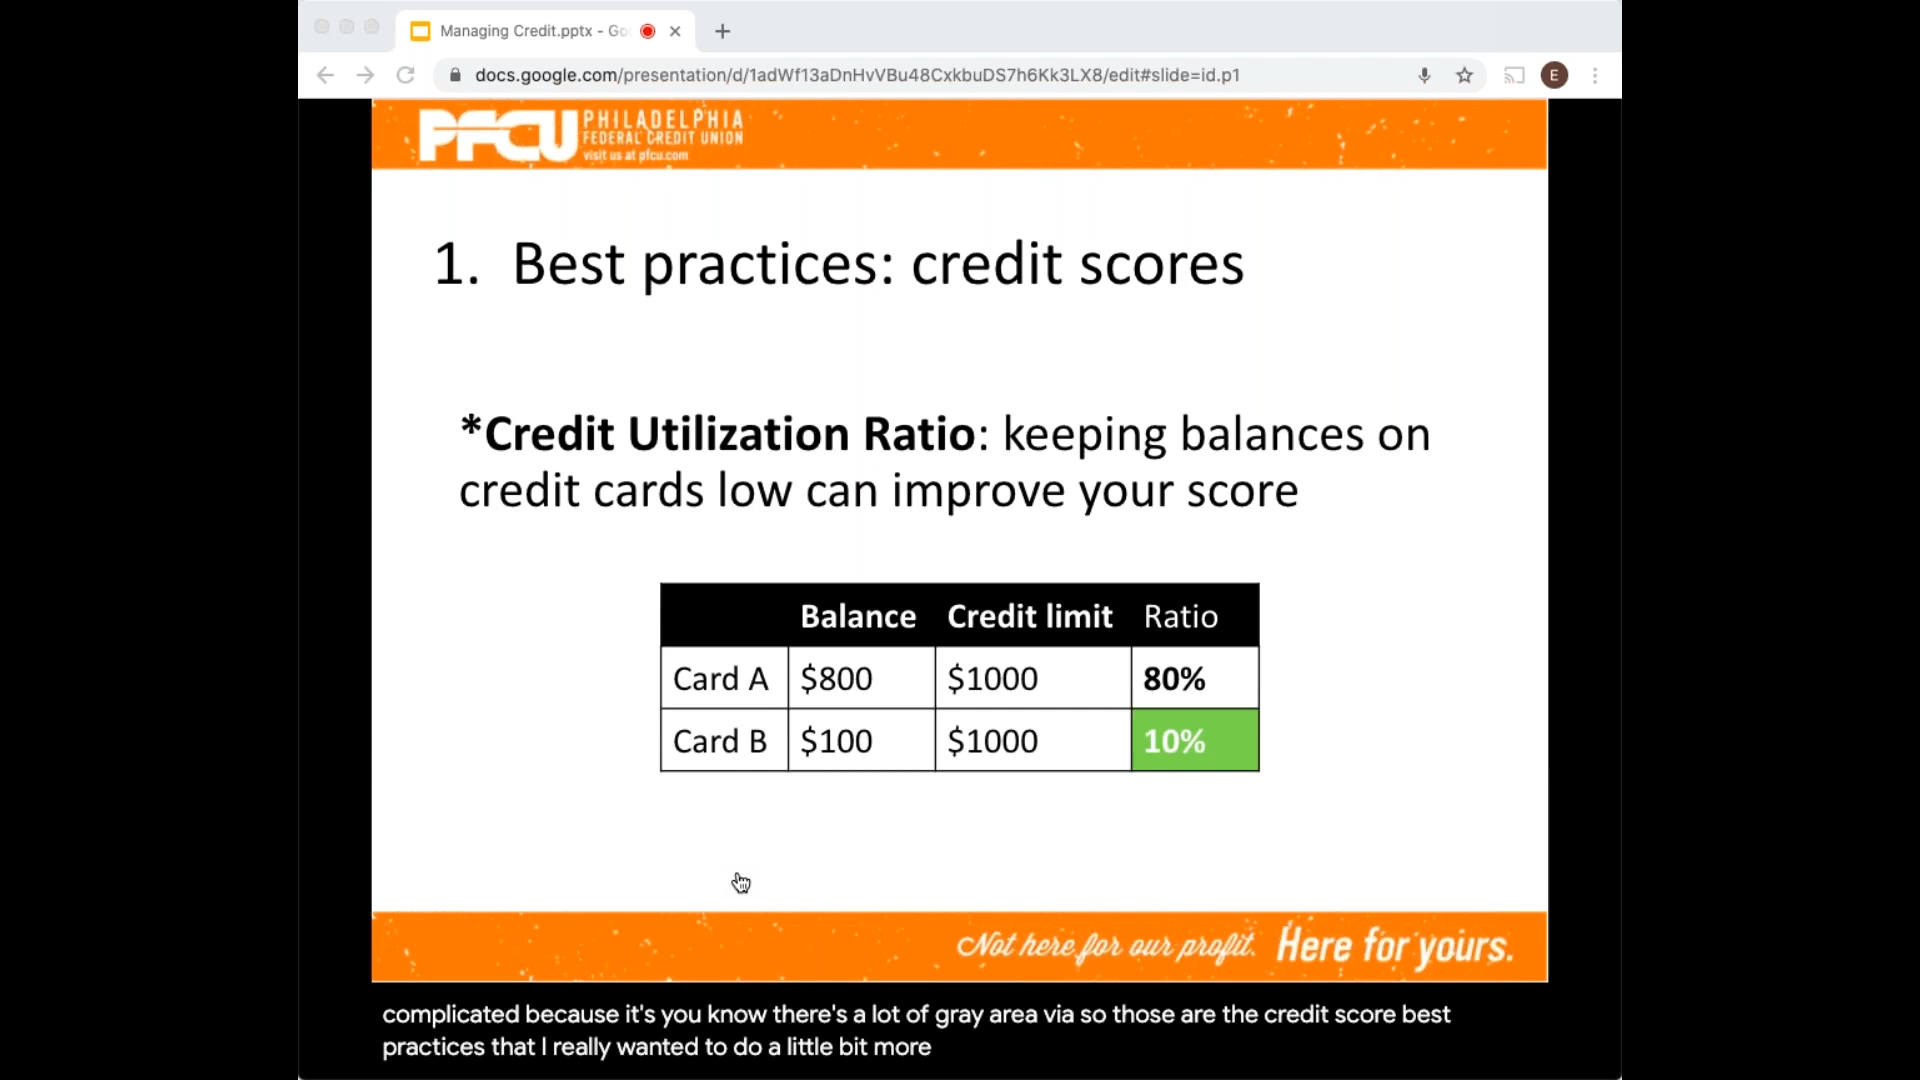 Managing Credit.pptx - Go
docs.google.com/presentation/d/1adWf13aDnHvVBu48CxkbuDS7h6Kk3LX8/edit#slide=id.p1
E
PFCU PHILADELPHIA
FEDERAL CREDIT UNION
visit us at pfcu.com
1. Best practices: credit scores
*Credit Utilization Ratio: keeping balances on
credit cards low can improve your score
Balance Credit limit Ratio
Card A $800 $1000 80%
Card B $100 $1000 10%
Not here for our profit. Here for yours.
complicated because it's you know there's a lot of gray area via so those are the credit score best
practices that I really wanted to do a little bit more